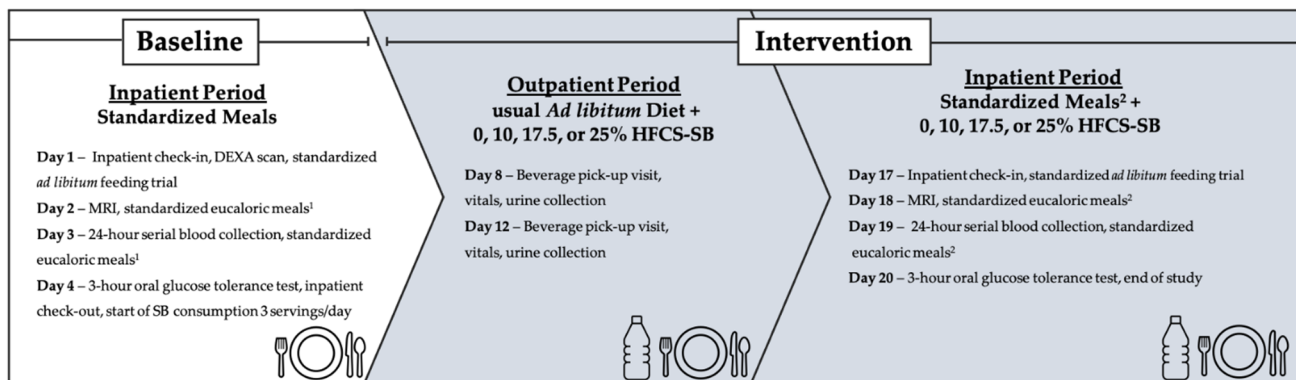 Baseline
Intervention
Inpatient Period
Standardized Meals
Day 1 – Inpatient check-in, DEXA scan, standardized
ad libitum feeding trial
Day 2 – MRI, standardized eucaloric meals¹
Day 3 – 24-hour serial blood collection, standardized
eucaloric meals¹
Day 4 – 3-hour oral glucose tolerance test, inpatient
check-out, start of SB consumption 3 servings/day
Outpatient Period
usual Ad libitum Diet +
0, 10, 17.5, or 25% HFCS-SB
Day 8 – Beverage pick-up visit,
vitals, urine collection
Day 12 – Beverage pick-up visit,
vitals, urine collection
Inpatient Period
Standardized Meals² +
0, 10, 17.5, or 25% HFCS-SB
Day 17 – Inpatient check-in, standardized ad libitum feeding trial
Day 18 – MRI, standardized eucaloric meals²
Day 19 – 24-hour serial blood collection, standardized
eucaloric meals²
Day 20 – 3-hour oral glucose tolerance test, end of study